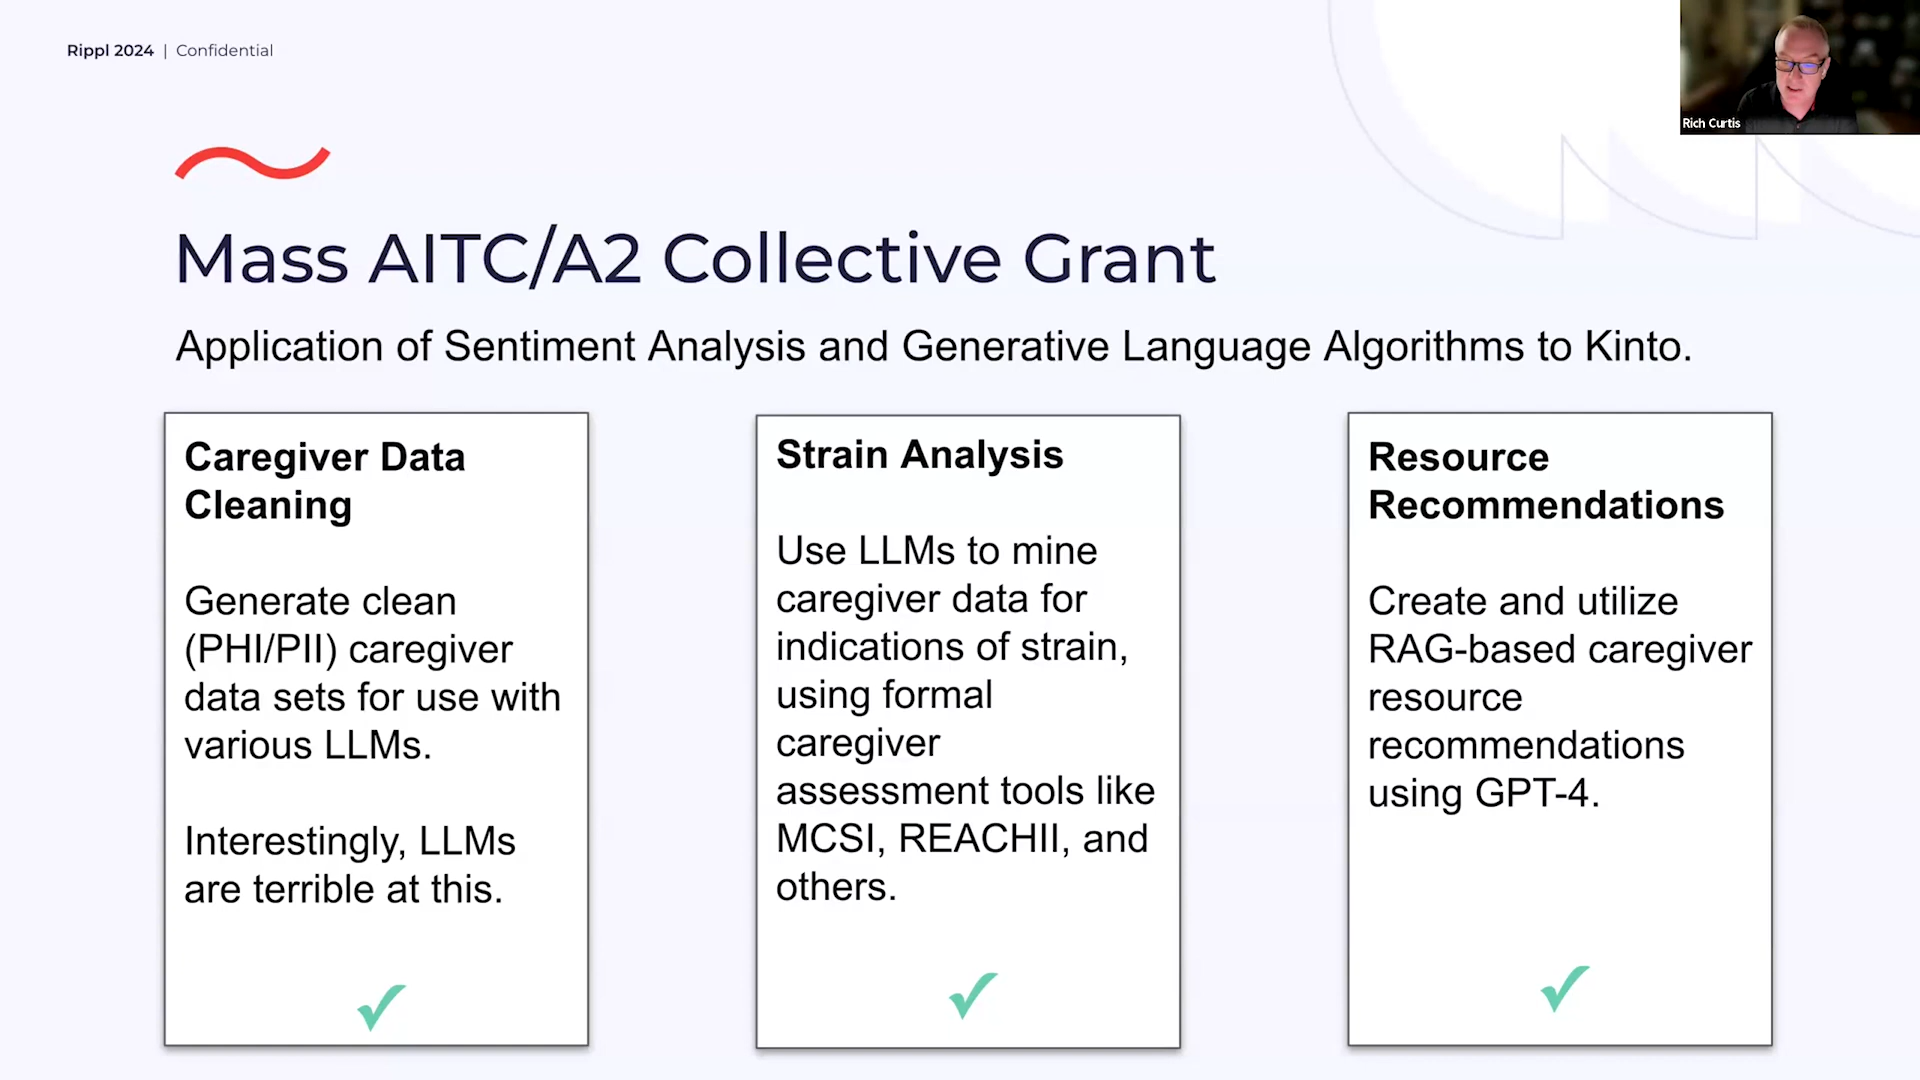 Rippl 2024 | Confidential
Rich Curtis
Mass AITC/A2 Collective Grant
Application of Sentiment Analysis and Generative Language Algorithms to Kinto.
Caregiver Data
Cleaning
Generate clean
(PHI/PII) caregiver
data sets for use with
various LLMs.
Interestingly, LLMs
are terrible at this.
Strain Analysis
Use LLMs to mine
caregiver data for
indications of strain,
using formal
caregiver
assessment tools like
MCSI, REACHII, and
others.
Resource
Recommendations
Create and utilize
RAG-based caregiver
resource
recommendations
using GPT-4.